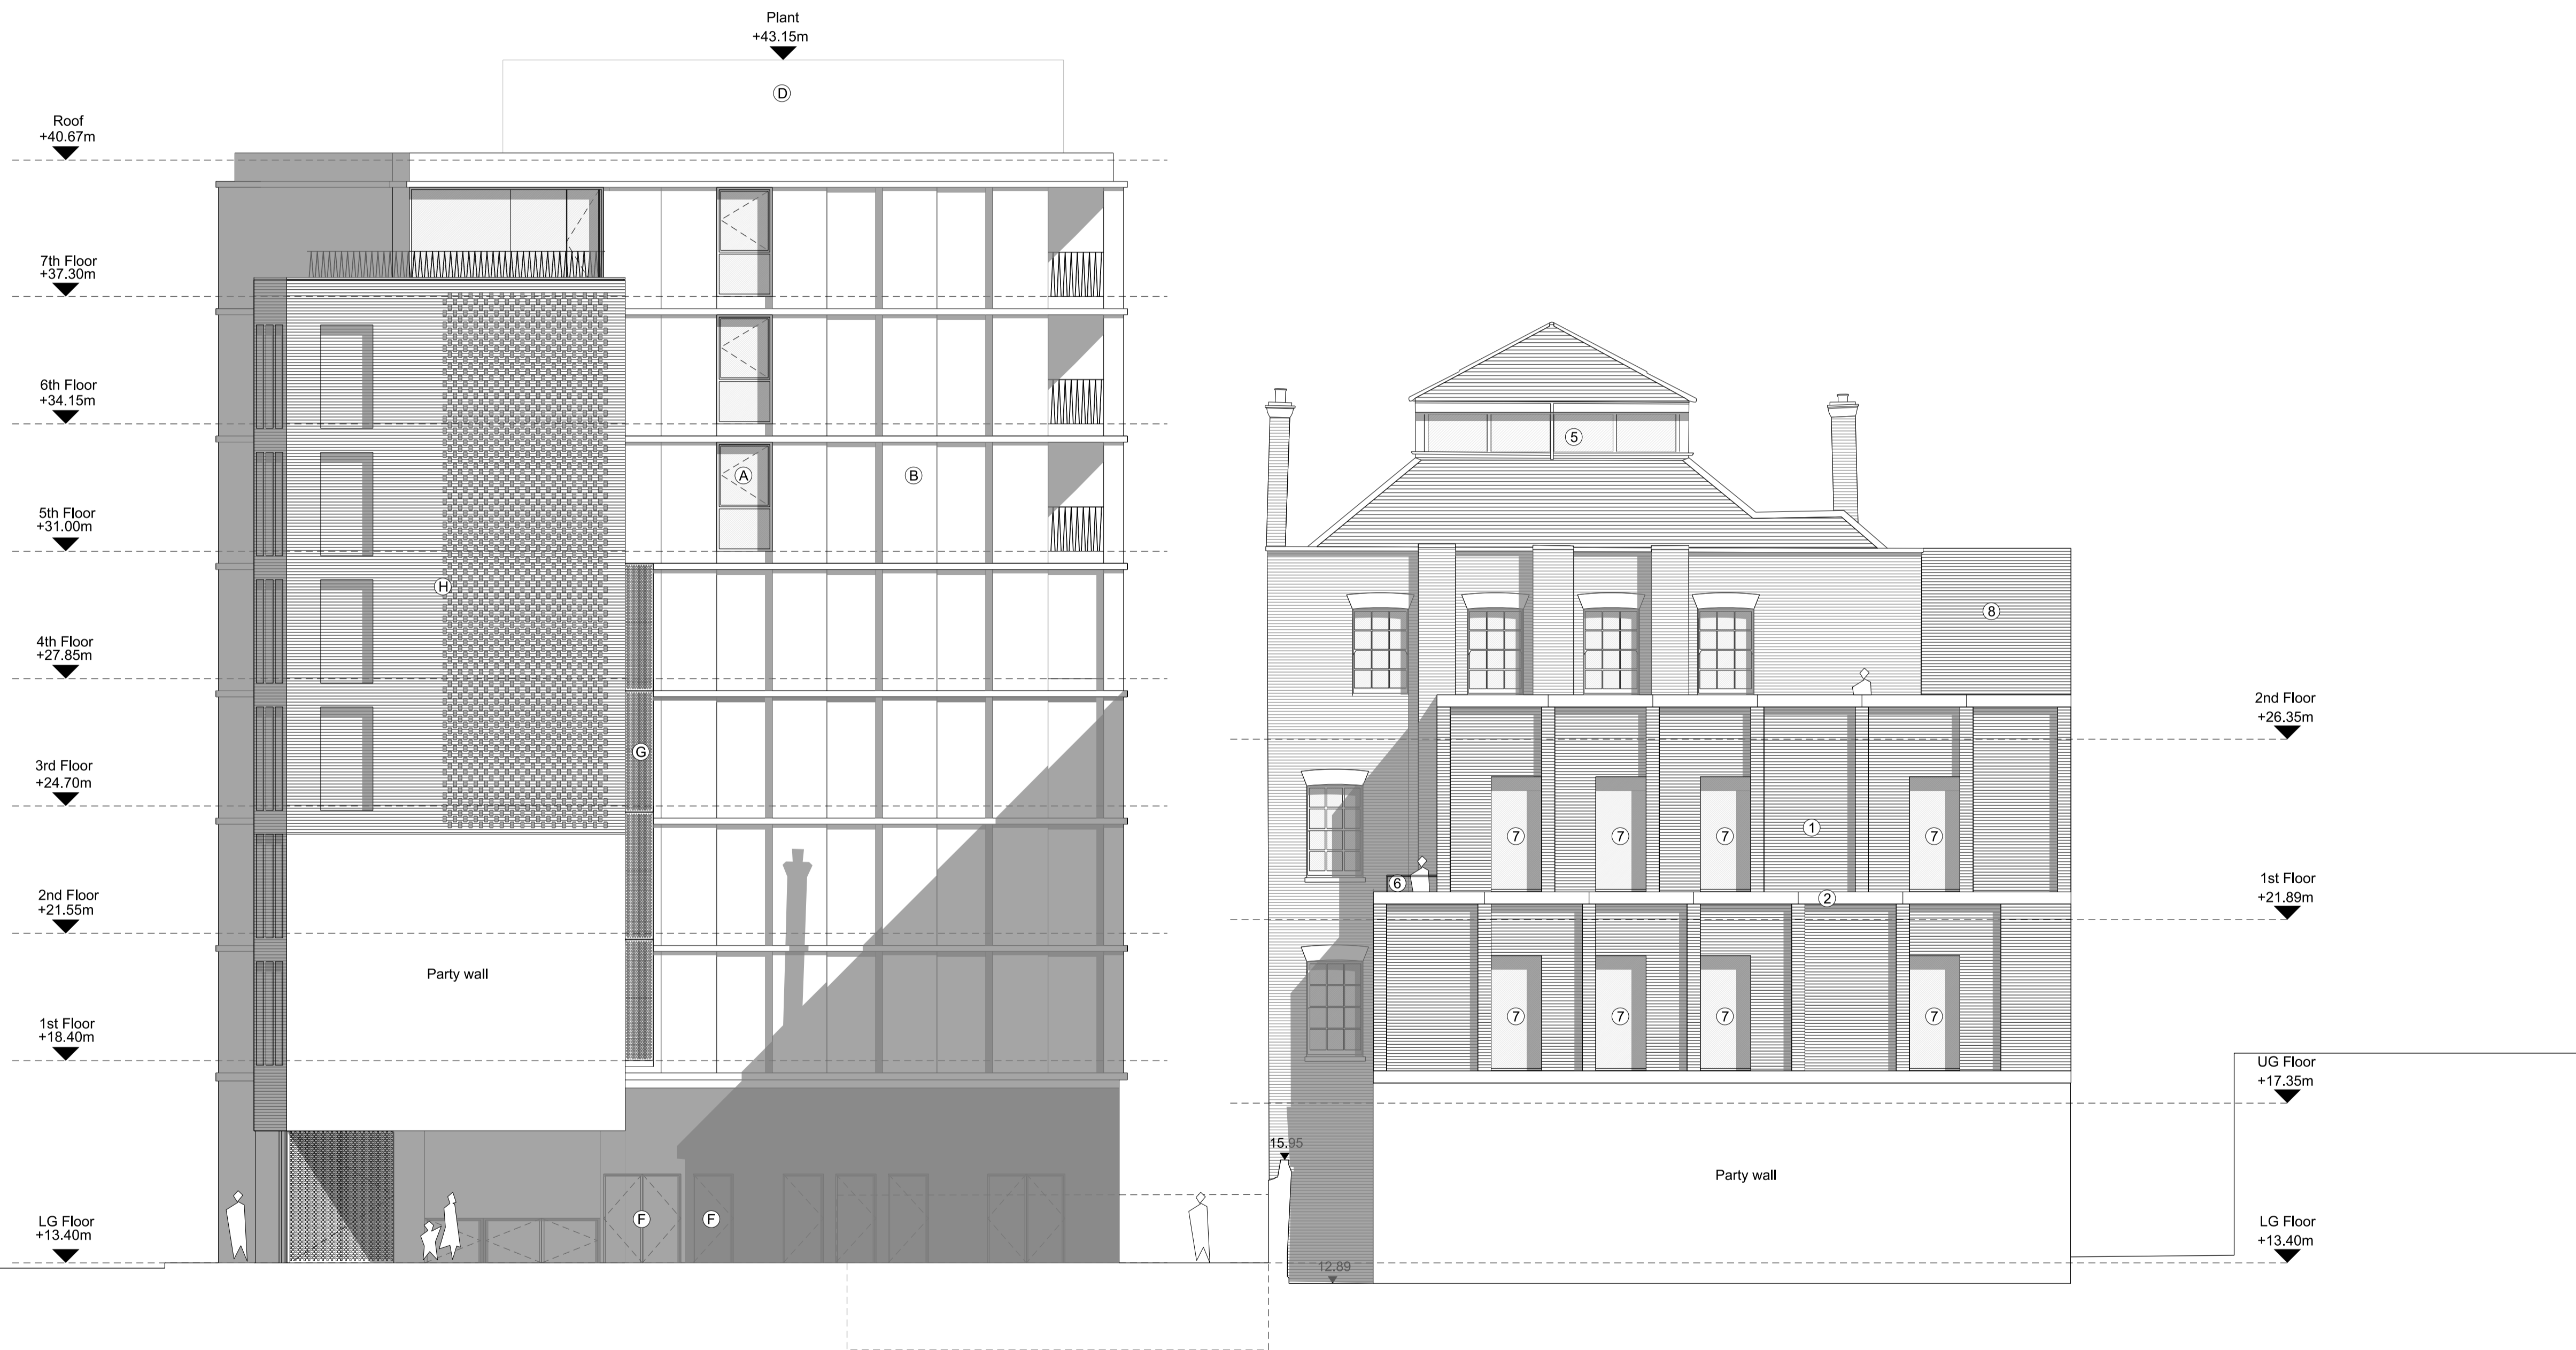 Plant
+43.15m
D
Roof
+40.67m
7th Floor
+37.30m
6th Floor
+34.15m
5
A
B
5th Floor
+31.00m
H
8
4th Floor
+27.85m
2nd Floor
+26.35m
G
3rd Floor
+24.70m
1
7
7
7
7
6
2
1st Floor
+21.89m
2nd Floor
+21.55m
Party wall
7
7
7
7
1st Floor
+18.40m
UG Floor
+17.35m
15.95
Party wall
F
F
LG Floor
+13.40m
LG Floor
+13.40m
12.89